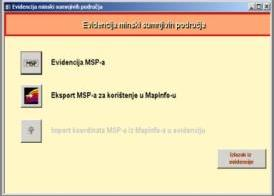 Evidencija minski sumnjivih područja
Evidencija minski sumnjivih područja
MSP
Evidencija MSP-a
Eksport MSP-a za korištenje u MapInfo-u
Import koordinata MSP-a iz MapInfo-a u evidenciju
Izlazak iz
evidencije